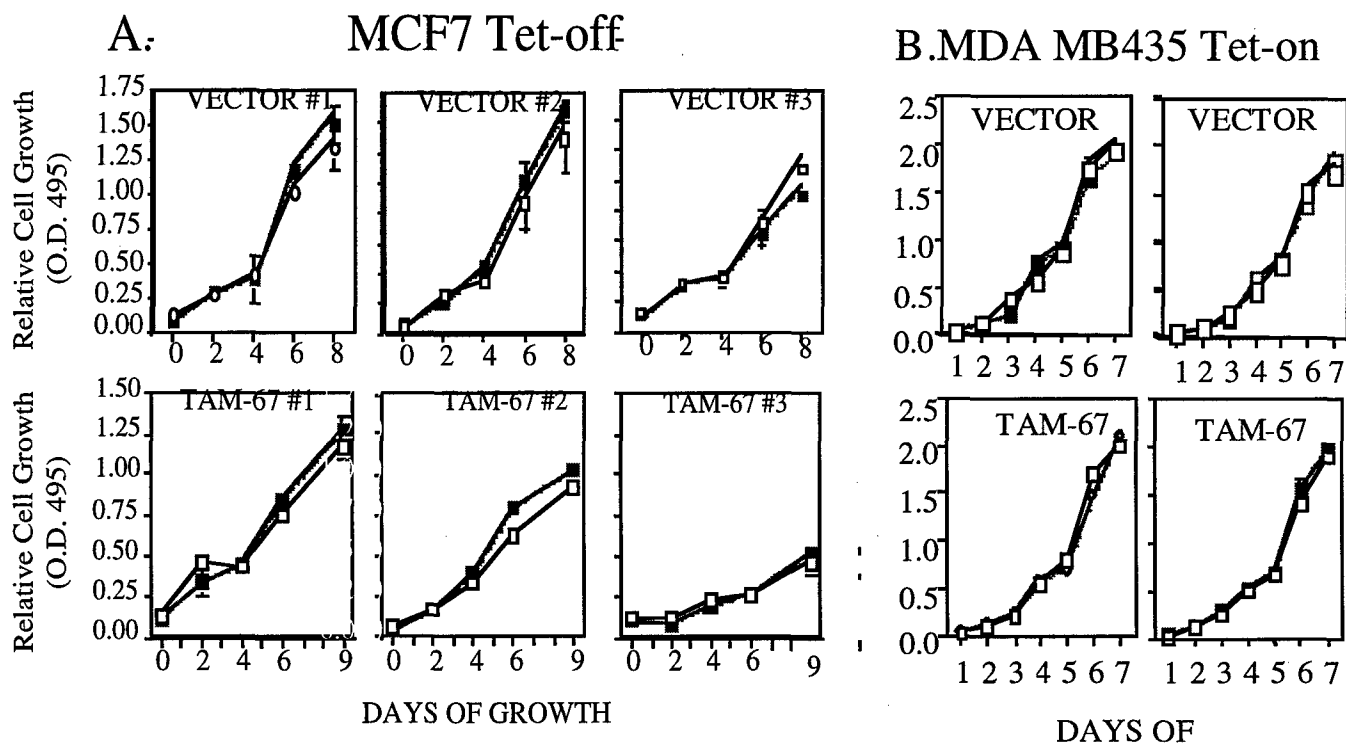 A. MCF7 Tet-off
B.MDA MB435 Tet-on
Relative Cell Growth
(O.D. 495)
1.75
1.50
1.25
1.00
0.75
0.50
0.25
0.00
VECTOR #1
0 2 4 6 8
VECTOR #2
0 2 4 6 8
VECTOR #3
0 2 4 6 8
2.5
2.0
1.5
1.0
0.5
0.0
VECTOR
1 2 3 4 5 6 7
VECTOR
1 2 3 4 5 6 7
Relative Cell Growth
(O.D. 495)
1.50
1.25
1.00
0.75
0.50
0.25
0.00
TAM-67 #1
0 2 4 6 9
TAM-67 #2
0 2 4 6 9
TAM-67 #3
0 2 4 6 9
2.5
2.0
1.5
1.0
0.5
0.0
TAM-67
1 2 3 4 5 6 7
TAM-67
1 2 3 4 5 6 7
DAYS OF GROWTH
DAYS OF